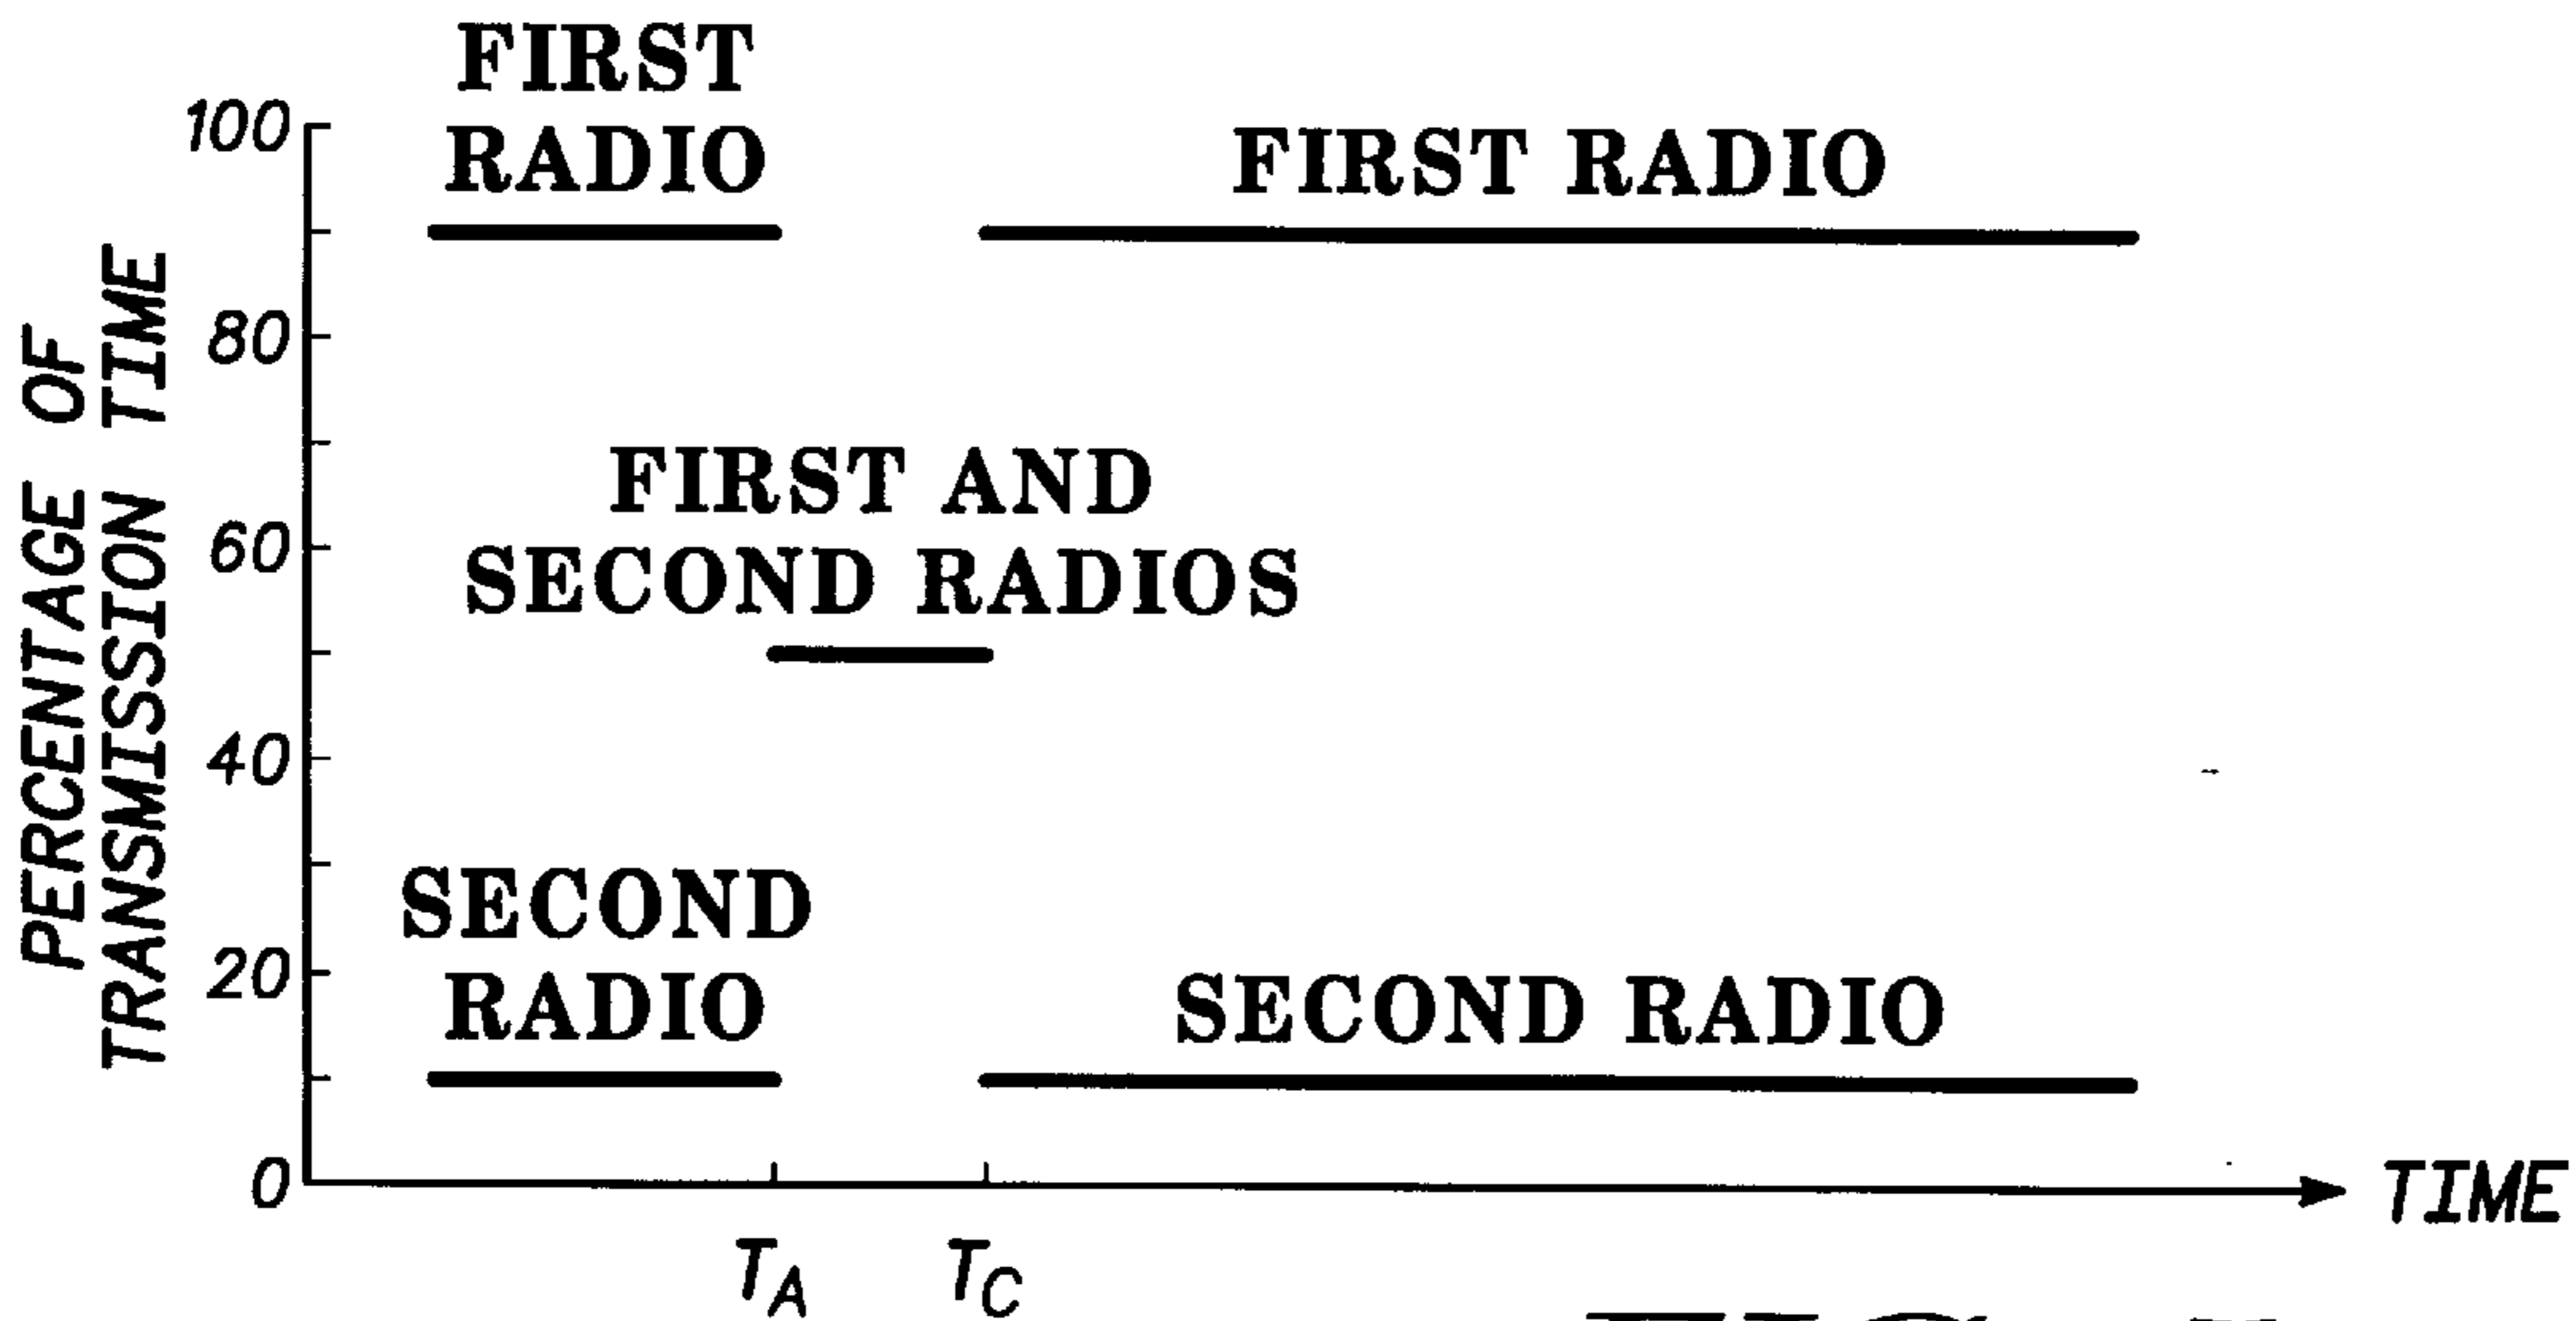 FIRST
RADIO
FIRST RADIO
100
80
60
40
20
0
PERCENTAGE OF
TRANSMISSION TIME
FIRST AND
SECOND RADIOS
SECOND
RADIO
SECOND RADIO
TIME
TA
TC